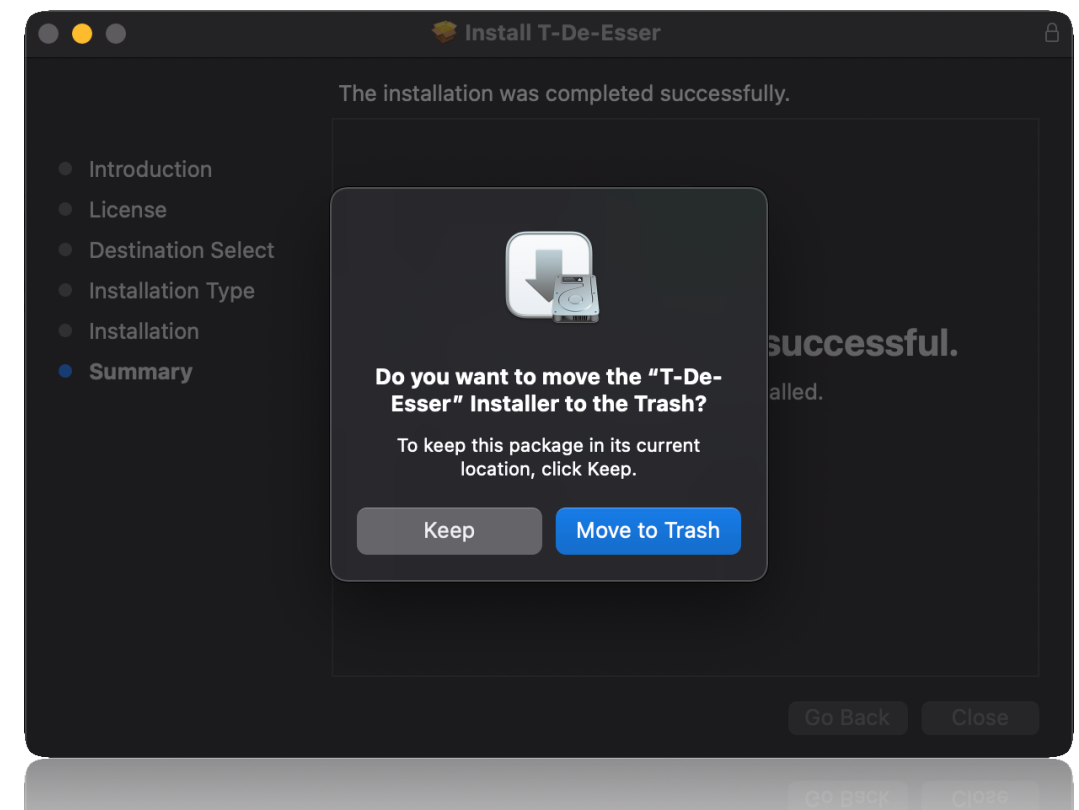 Install T-De-Esser
The installation was completed successfully.
Introduction
License
Destination Select
Installation Type
Installation
Summary
successful.
alled.
Do you want to move the “T-De-
Esser” Installer to the Trash?
To keep this package in its current
location, click Keep.
Keep
Move to Trash
Go Back
Close